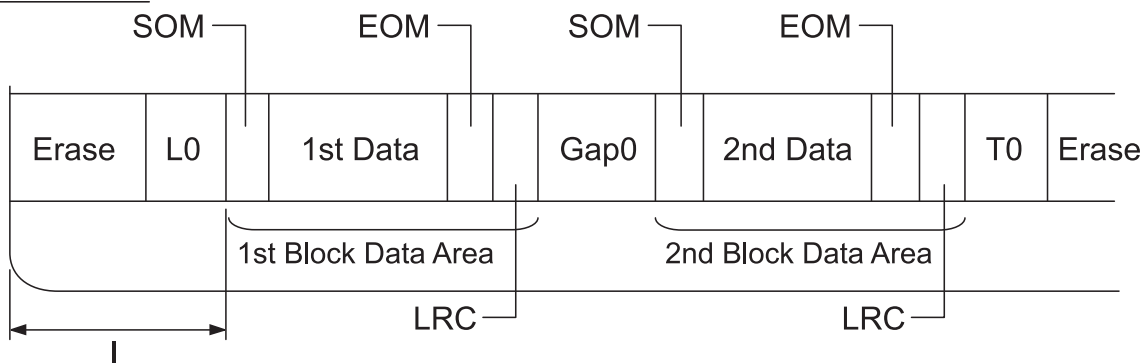 SOM EOM SOM EOM
Erase L0 1st Data Gap0 2nd Data T0 Erase
1st Block Data Area 2nd Block Data Area
LRC LRC
L